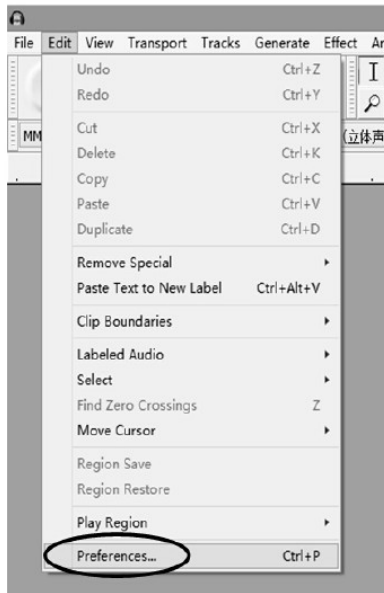 File Edit View Transport Tracks Generate Effect
Undo Ctrl+Z
Redo Ctrl+Y
Cut Ctrl+X
Delete Ctrl+K
Copy Ctrl+C
Paste Ctrl+V
Duplicate Ctrl+D
Remove Special
Paste Text to New Label Ctrl+Alt+V
Clip Boundaries
Labeled Audio
Select
Find Zero Crossings Z
Move Cursor
Region Save
Region Restore
Play Region
Preferences... Ctrl+P
MM
(立体声